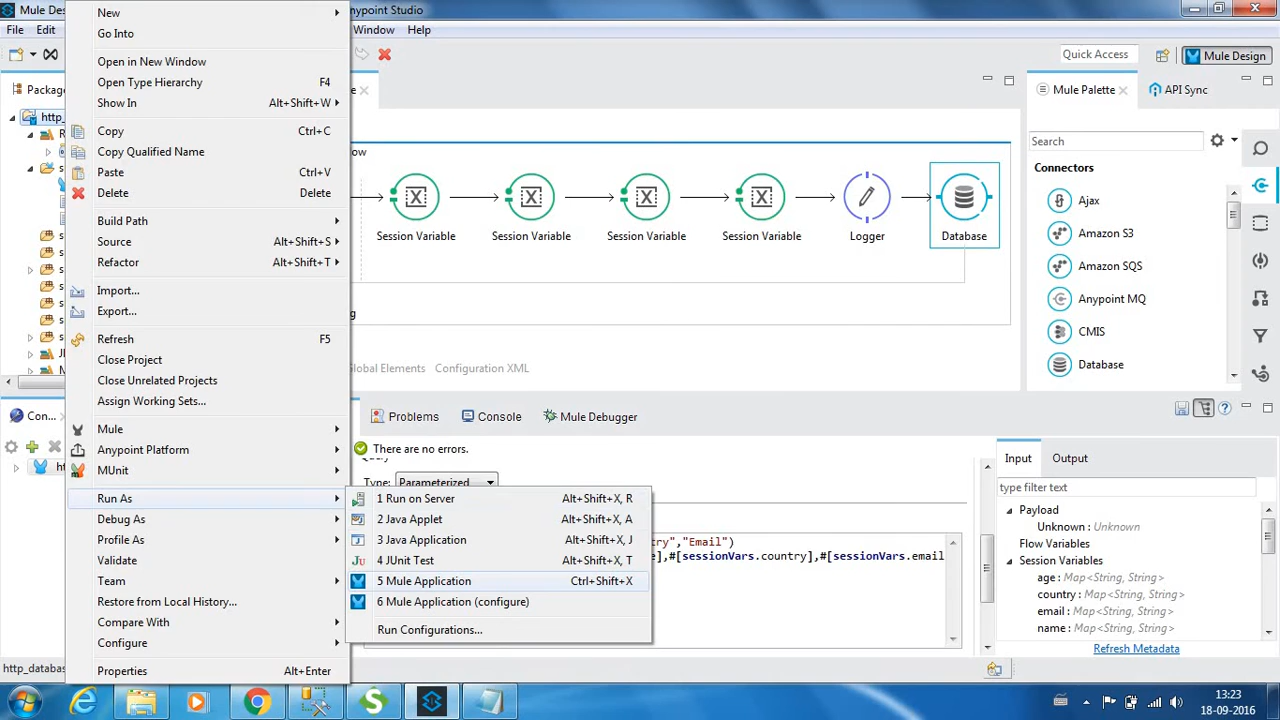 Mule Des
nypoint Studio
File Edit
Window Help
Quick Access
Mule Design
Packag
Mule Palette
API Sync
http_
New
Go Into
Open in New Window
Open Type Hierarchy F4
Show In Alt+Shift+W
Copy Ctrl+C
Copy Qualified Name
Paste Ctrl+V
Delete Delete
Build Path
Source Alt+Shift+S
Refactor Alt+Shift+T
Import...
Export...
Refresh F5
Close Project
Close Unrelated Projects
Assign Working Sets...
Mule
Anypoint Platform
MUnit
Run As
Debug As
Profile As
Validate
Team
Restore from Local History...
Compare With
Configure
Properties Alt+Enter
1 Run on Server Alt+Shift+X, R
2 Java Applet Alt+Shift+X, A
3 Java Application Alt+Shift+X, J
4 JUnit Test Alt+Shift+X, T
5 Mule Application Ctrl+Shift+X
6 Mule Application (configure)
Run Configurations...
ow
Session Variable Session Variable Session Variable Session Variable Logger Database
lobal Elements Configuration XML
Search
Connectors
Ajax
Amazon S3
Amazon SQS
Anypoint MQ
CMIS
Database
Con...
Problems Console Mule Debugger
There are no errors.
Type: Parameterized
try","Email")
e],#[sessionVars.country],#[sessionVars.email
Input Output
type filter text
Payload
Unknown : Unknown
Flow Variables
Session Variables
age : Map<String, String>
country : Map<String, String>
email : Map<String, String>
name : Map<String, String>
Refresh Metadata
http_databas
13:23
18-09-2016